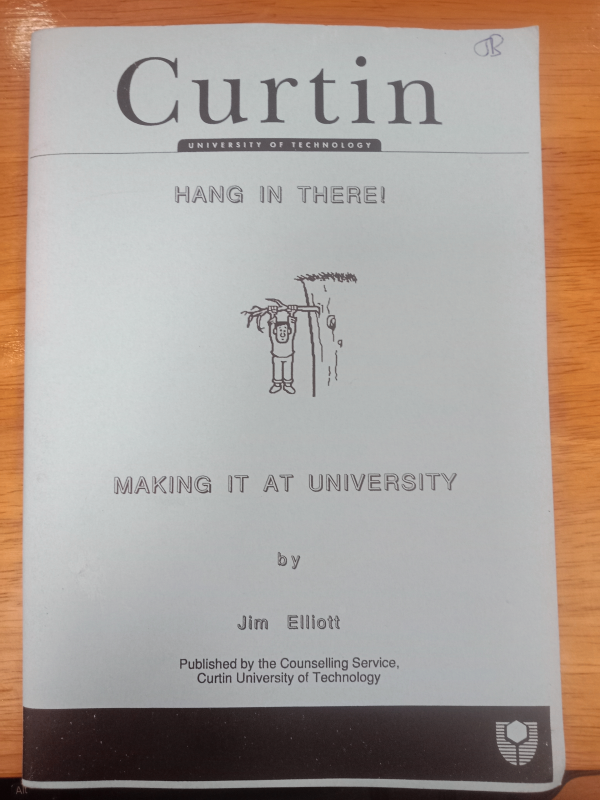 JB
Curtin
UNIVERSITY OF TECHNOLOGY
HANG IN THERE!
MAKING IT AT UNIVERSITY
by
Jim Elliott
Published by the Counselling Service,
Curtin University of Technology
Alt